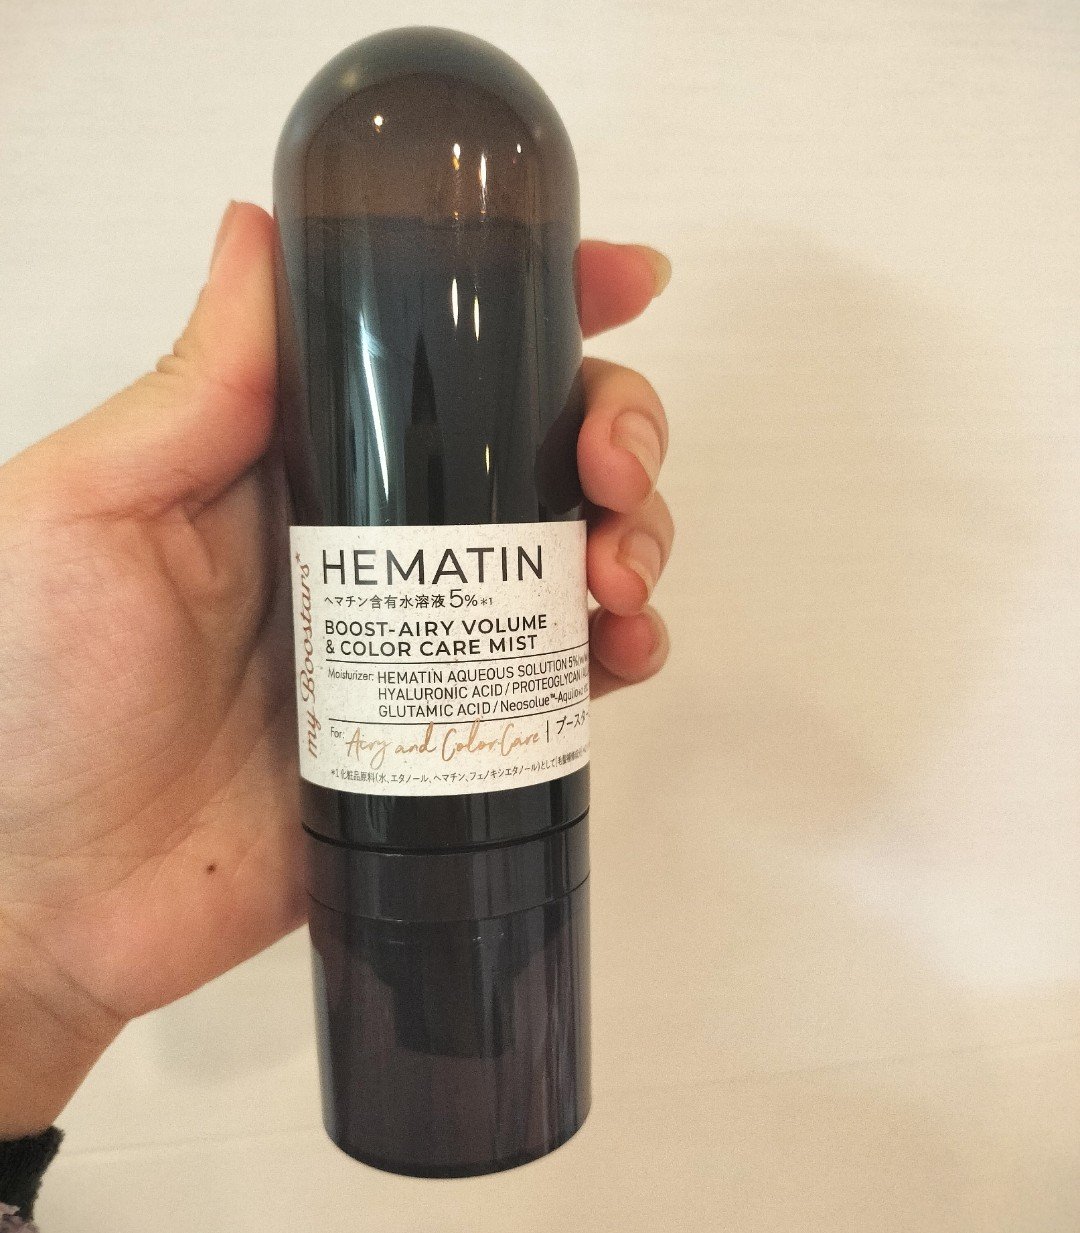 my Boostars*
HEMATIN
ヘマチン含有水溶液5%*1
BOOST-AIRY VOLUME
& COLOR CARE MIST
Moisturizer: HEMATIN AQUEOUS SOLUTION 5%
HYALURONIC ACID / PROTEOGLYCAN /
GLUTAMIC ACID / Neosolue™-Aqulio
For: Airy and Color Care | ブースター
*1 化粧品原料(水、エタノール、ヘマチン、フェノキシエタノール)として